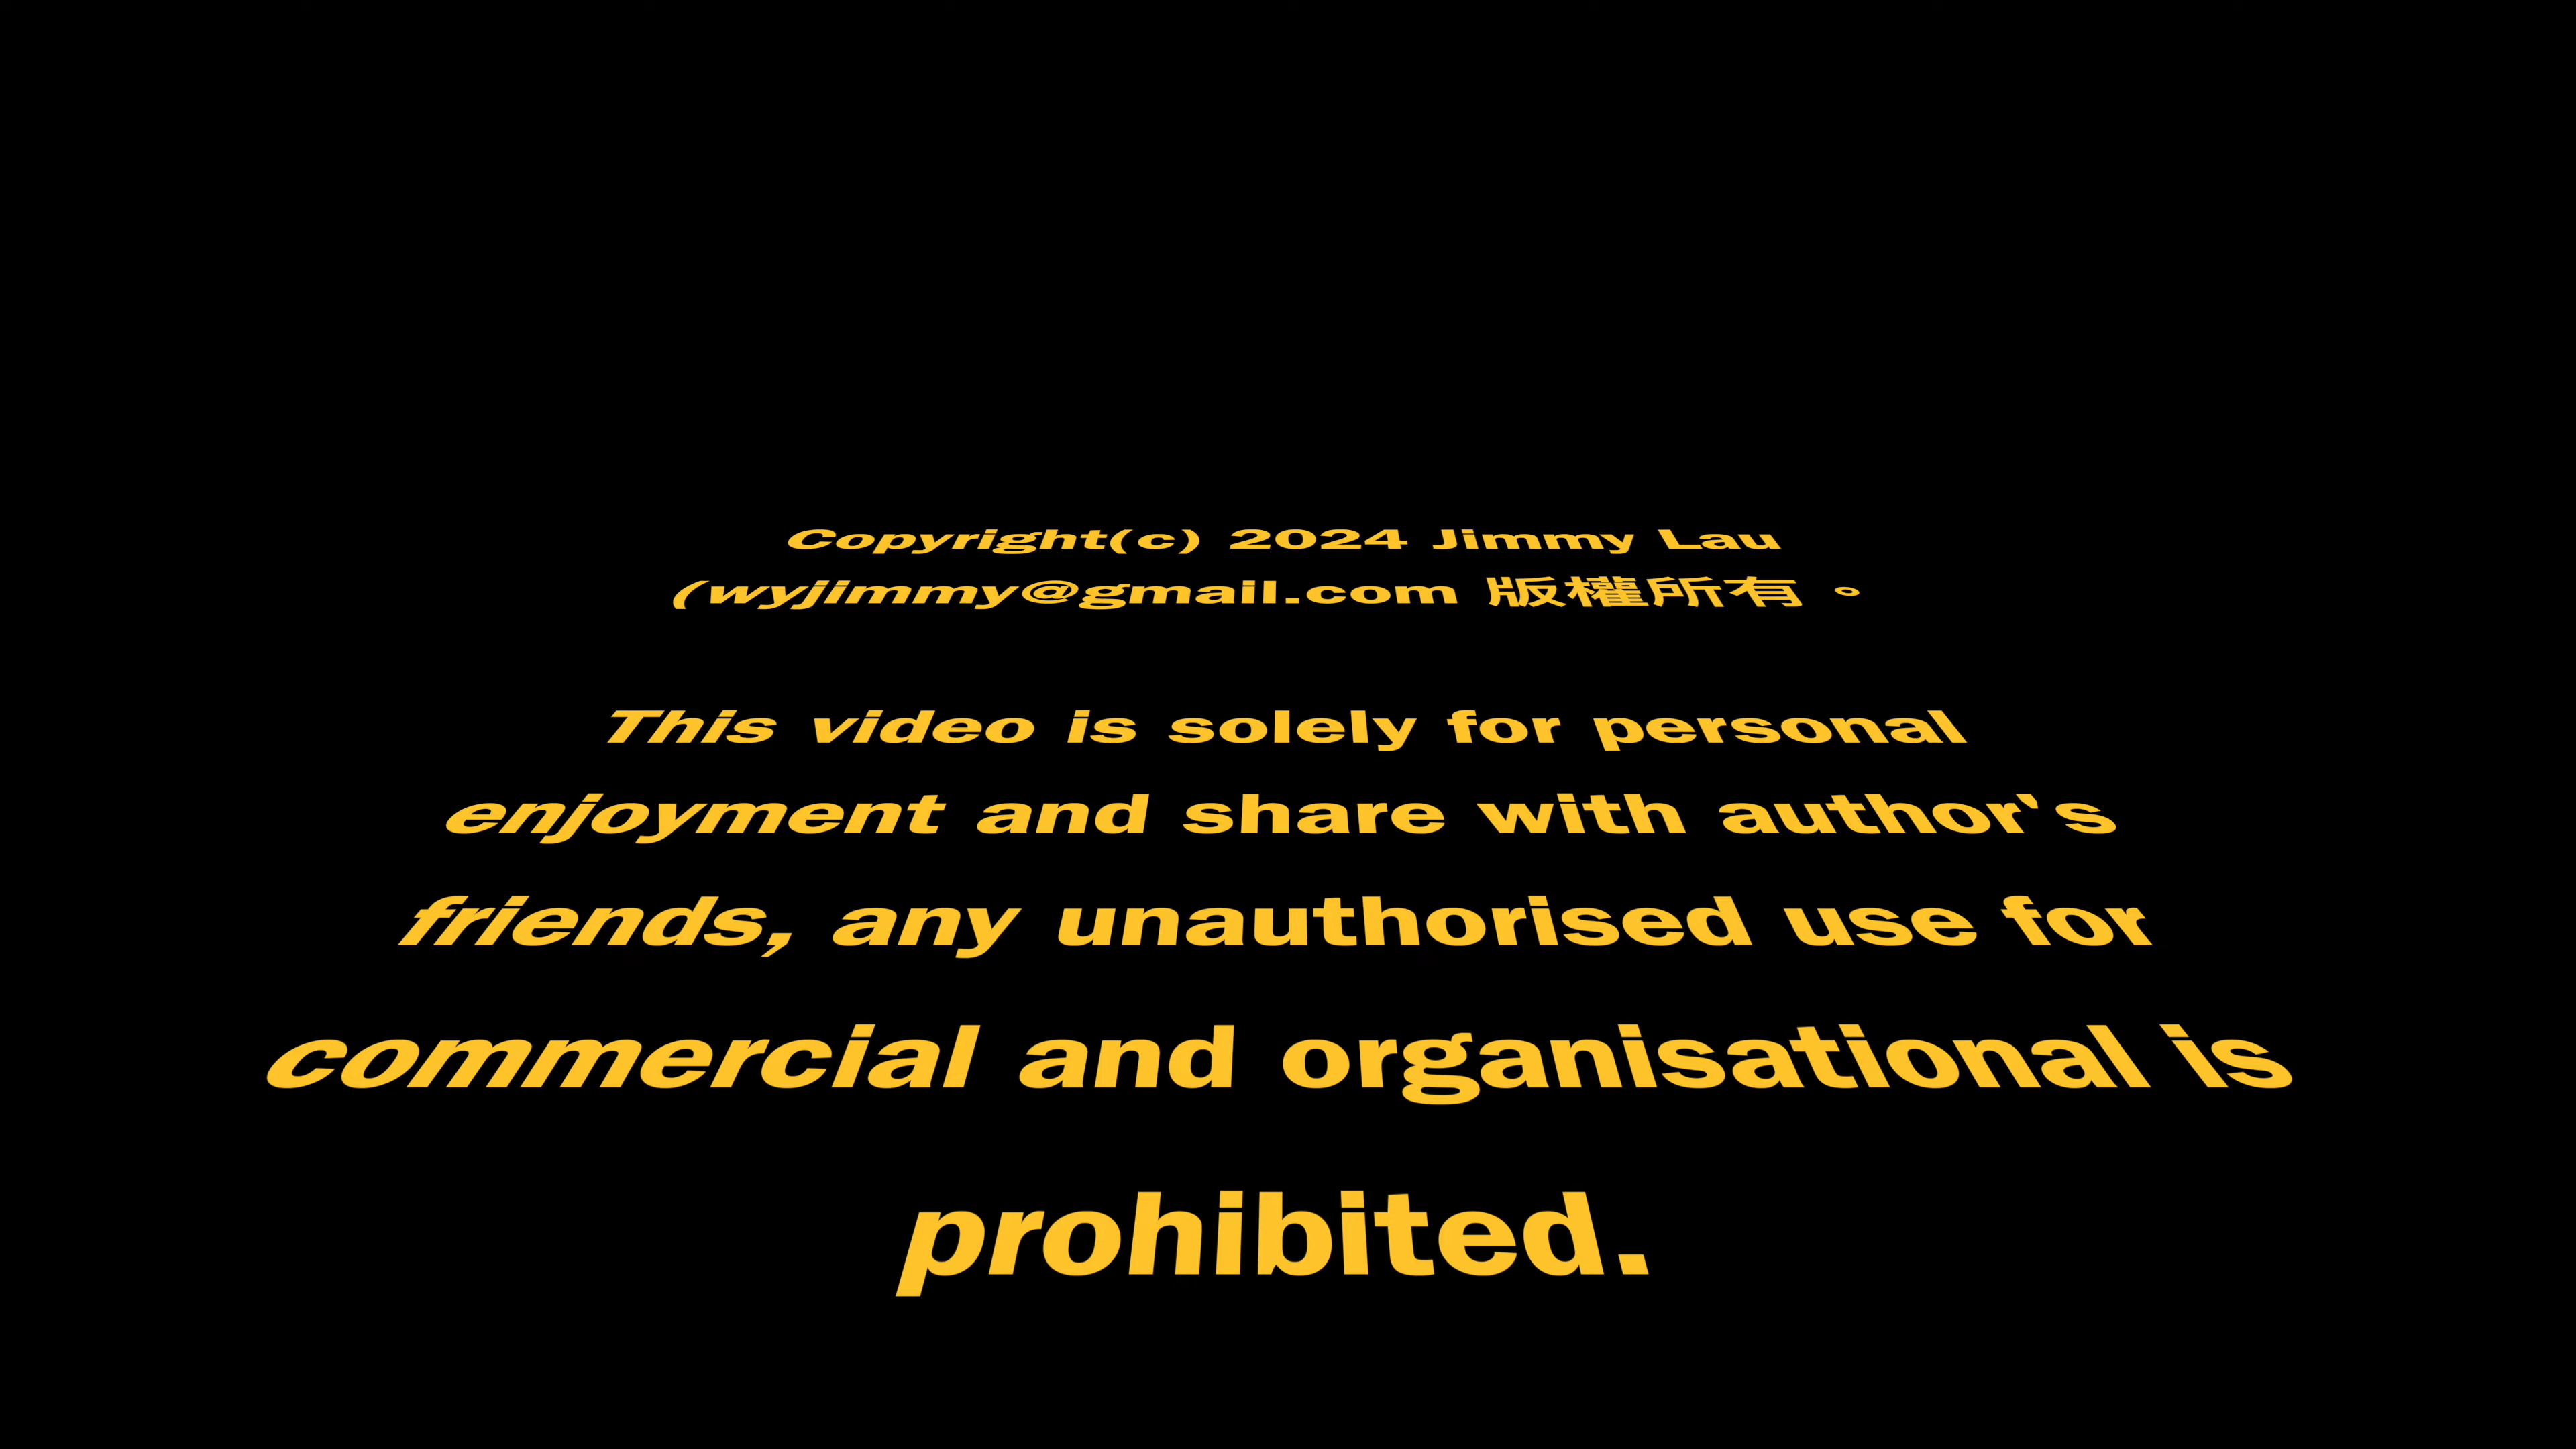 Copyright(c) 2024 Jimmy Lau
(wyjimmy@gmail.com 版權所有。
This video is solely for personal
enjoyment and share with author‛s
friends, any unauthorised use for
commercial and organisational is
prohibited.